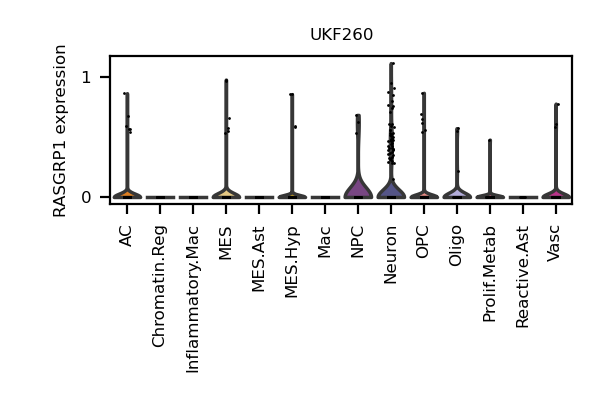 UKF260
RASGRP1 expression
1
0
AC
Chromatin.Reg
Inflammatory.Mac
MES
MES.Ast
MES.Hyp
Mac
NPC
Neuron
OPC
Oligo
Prolif.Metab
Reactive.Ast
Vasc